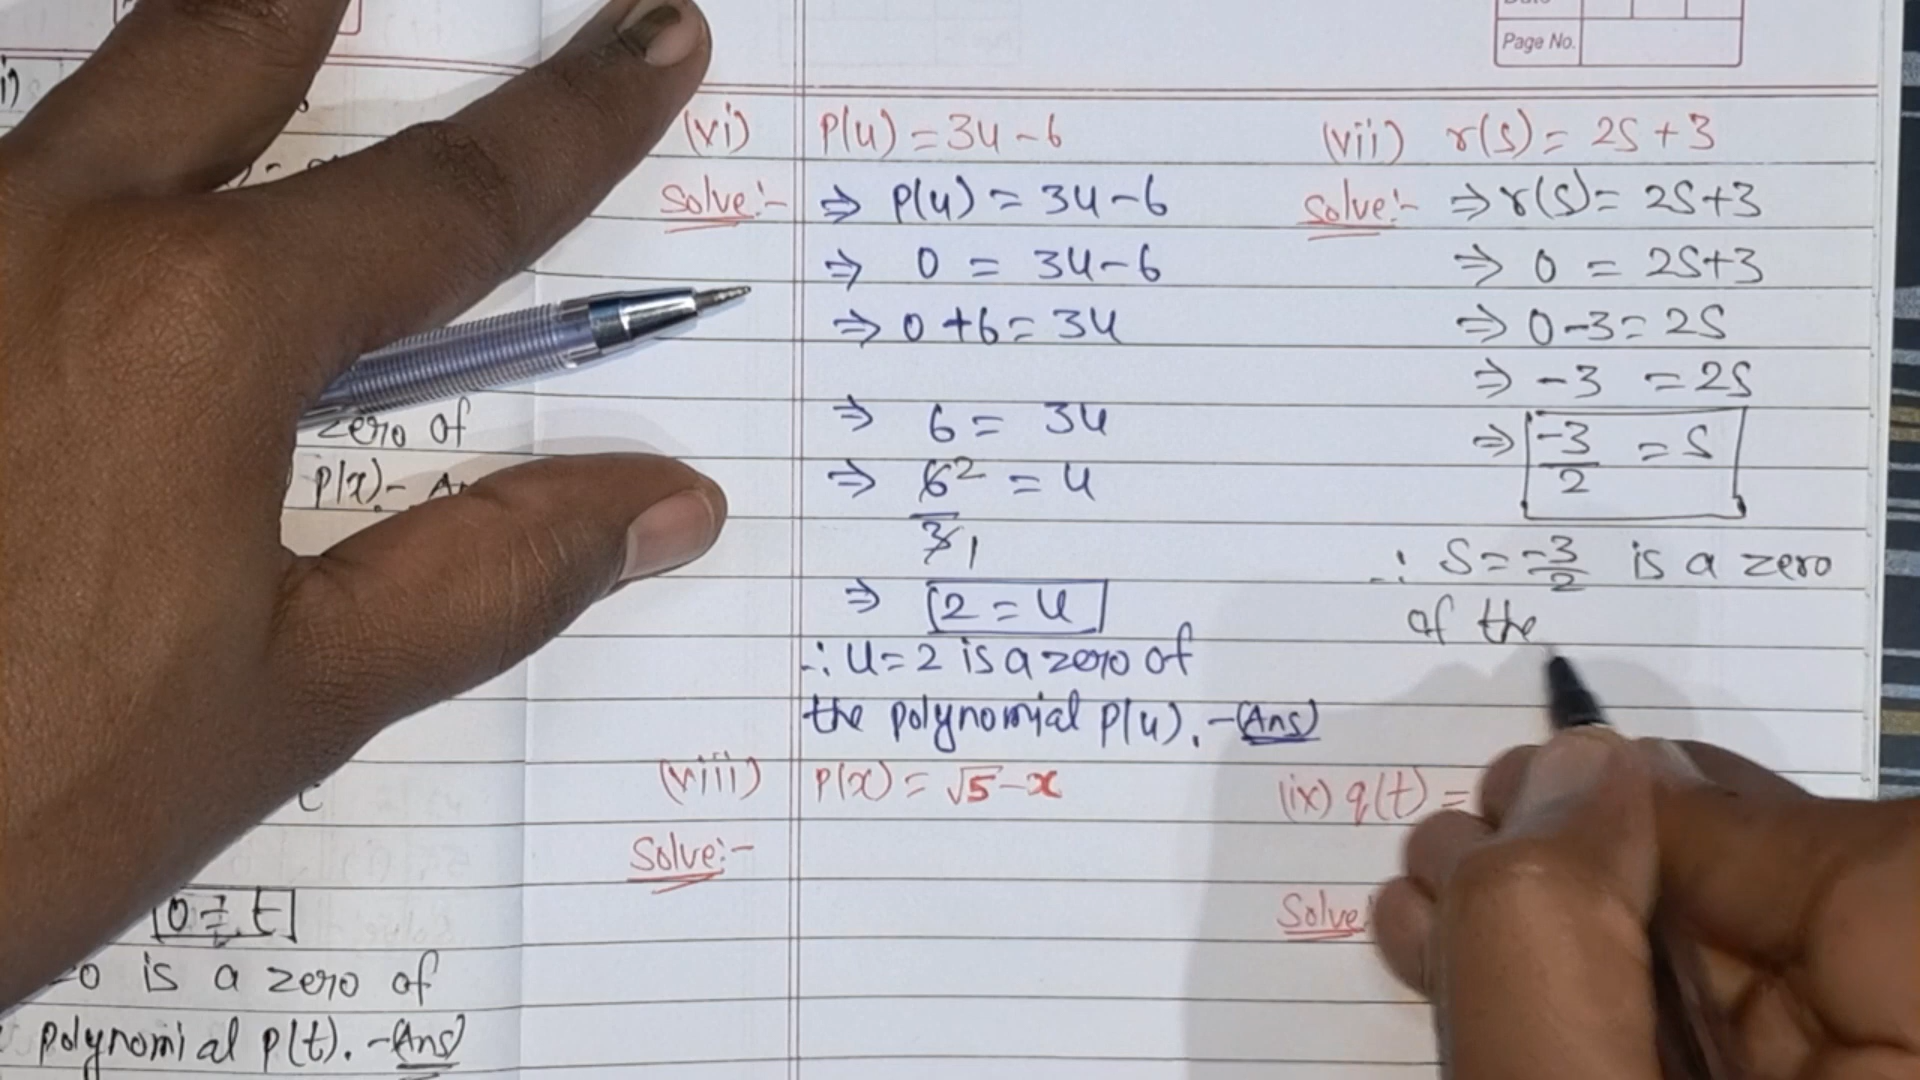 Page No.
(vi) P(u) = 3u - 6
Solve:- ⇒ P(u) = 3u - 6
⇒ 0 = 3u - 6
⇒ 0 + 6 = 3u
⇒ 6 = 3u
⇒ 6 2 = u
3 1
⇒ 2 = u
∴ u = 2 is a zero of
the polynomial P(u). - (Ans)
(vii) r(s) = 2s + 3
Solve:- ⇒ r(s) = 2s + 3
⇒ 0 = 2s + 3
⇒ 0 - 3 = 2s
⇒ -3 = 2s
⇒ -3/2 = s
∴ s = -3/2 is a zero
of the
(viii) P(x) = √5 - x
Solve:-
(ix) q(t) =
Solve
zero of
p(x).-
0 = t
is a zero of
polynomial p(t). - (Ans)